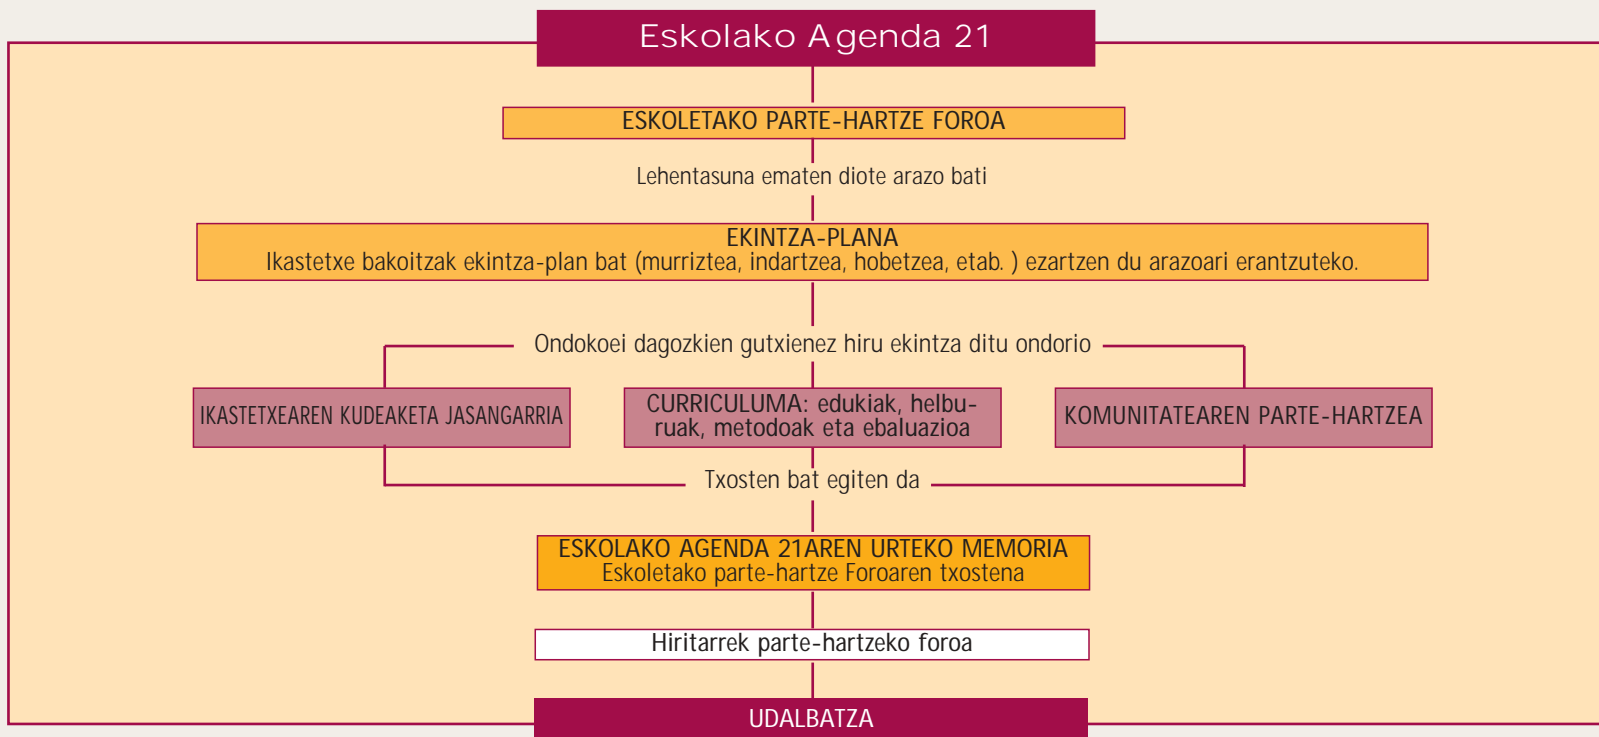 Eskolako Agenda 21
ESKOLETAKO PARTE-HARTZE FOROA
Lehentasuna ematen diote arazo bati
EKINTZA-PLANA
Ikastetxe bakoitzak ekintza-plan bat (murriztea, indartzea, hobetzea, etab. ) ezartzen du arazoari erantzuteko.
Ondokoei dagozkien gutxienez hiru ekintza ditu ondorio
IKASTETXEAREN KUDEAKETA JASANGARRIA
CURRICULUMA: edukiak, helbu-
ruak, metodoak eta ebaluazioa
KOMUNITATEAREN PARTE-HARTZEA
Txosten bat egiten da
ESKOLAKO AGENDA 21AREN URTEKO MEMORIA
Eskoletako parte-hartze Foroaren txostena
Hiritarrek parte-hartzeko foroa
UDALBATZA